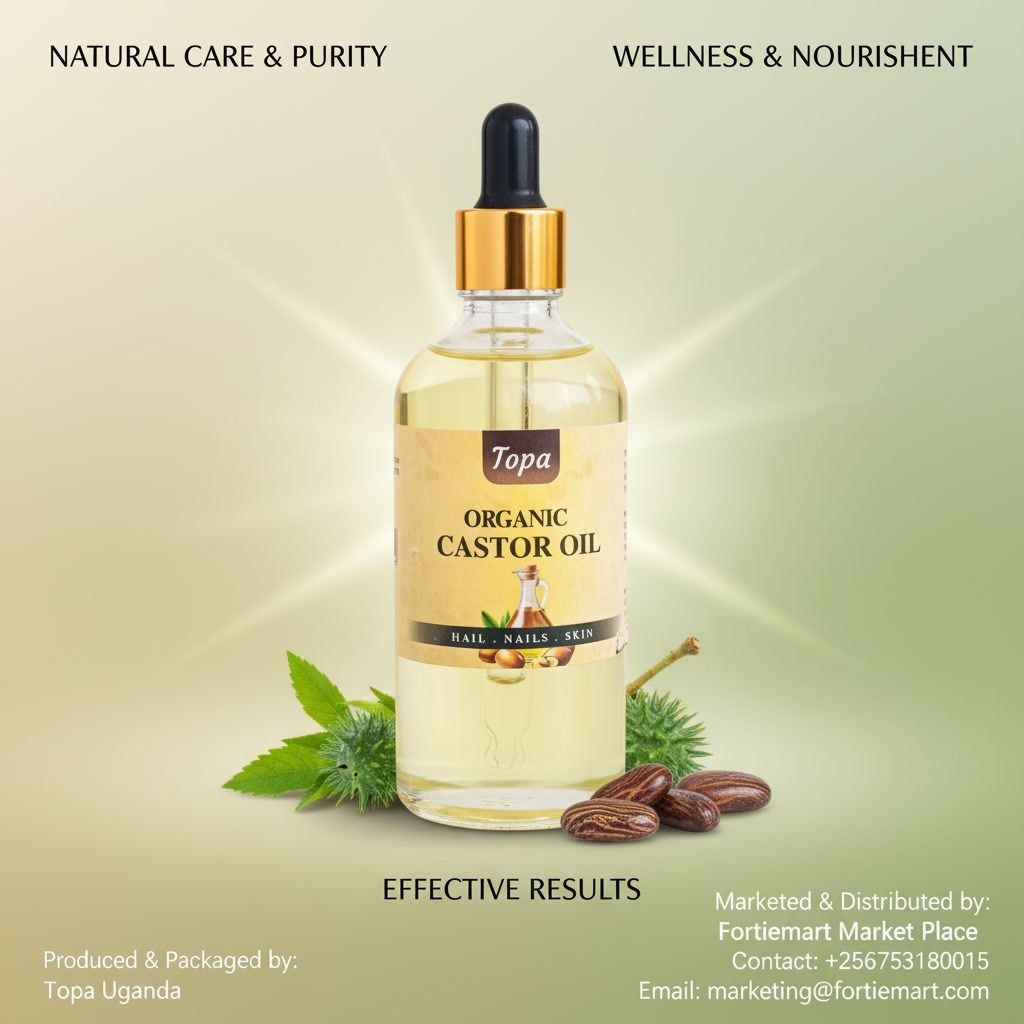 NATURAL CARE & PURITY
WELLNESS & NOURISHENT
Topa
ORGANIC
CASTOR OIL
HAIL . NAILS . SKIN
EFFECTIVE RESULTS
Produced & Packaged by:
Topa Uganda
Marketed & Distributed by:
Fortiemart Market Place
Contact: +256753180015
Email: marketing@fortiemart.com